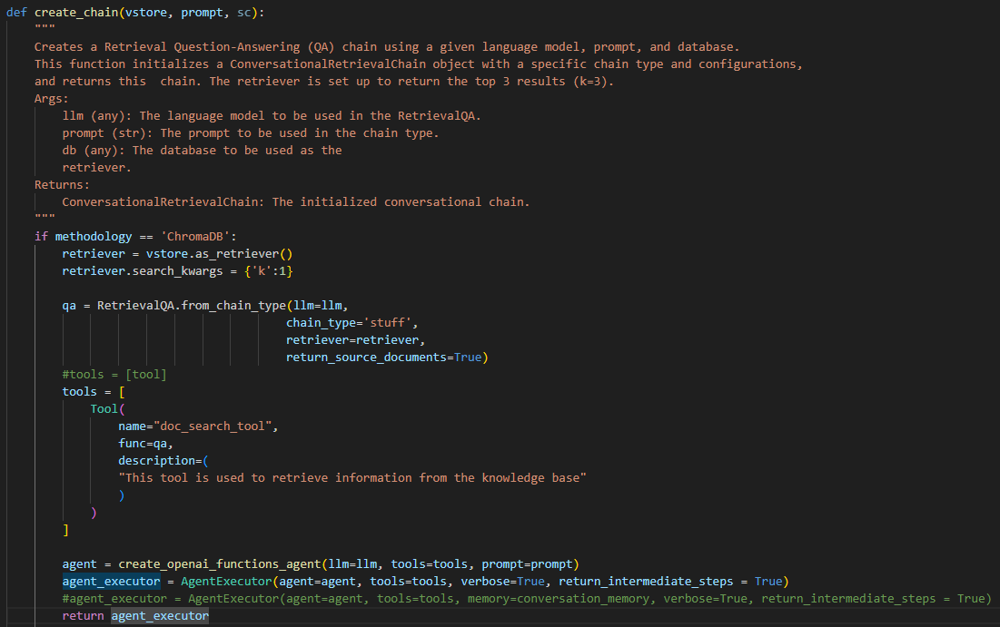 def create_chain(vstore, prompt, sc):
"""
Creates a Retrieval Question-Answering (QA) chain using a given language model, prompt, and database.
This function initializes a ConversationalRetrievalChain object with a specific chain type and configurations,
and returns this  chain. The retriever is set up to return the top 3 results (k=3).
Args:
llm (any): The language model to be used in the RetrievalQA.
prompt (str): The prompt to be used in the chain type.
db (any): The database to be used as the
retriever.
Returns:
ConversationalRetrievalChain: The initialized conversational chain.
"""
if methodology == 'ChromaDB':
retriever = vstore.as_retriever()
retriever.search_kwargs = {'k':1}
qa = RetrievalQA.from_chain_type(llm=llm,
chain_type='stuff',
retriever=retriever,
return_source_documents=True)
#tools = [tool]
tools = [
Tool(
name="doc_search_tool",
func=qa,
description=(
"This tool is used to retrieve information from the knowledge base"
)
)
]
agent = create_openai_functions_agent(llm=llm, tools=tools, prompt=prompt)
agent_executor = AgentExecutor(agent=agent, tools=tools, verbose=True, return_intermediate_steps = True)
#agent_executor = AgentExecutor(agent=agent, tools=tools, memory=conversation_memory, verbose=True, return_intermediate_steps = True)
return agent_executor